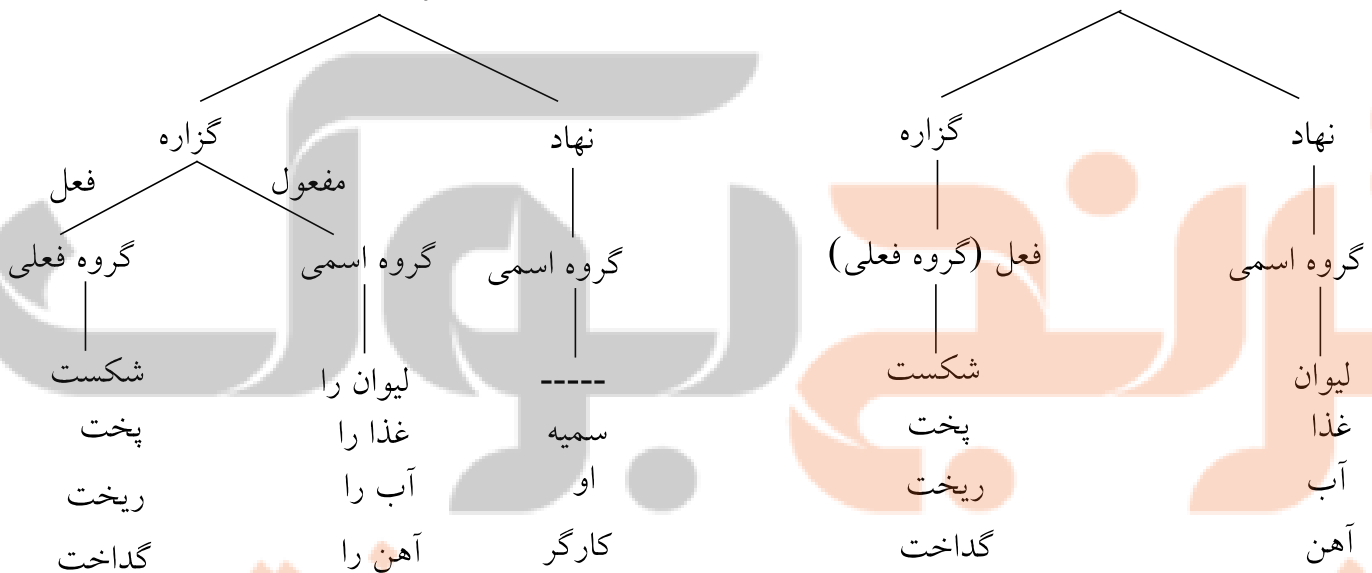 نهاد گزاره
گروه اسمی فعل (گروه فعلی)
لیوان شکست
غذا پخت
آب ریخت
آهن گداخت
نهاد گزاره
مفعول فعل
گروه اسمی گروه اسمی گروه فعلی
----- لیوان را شکست
سمیه غذا را پخت
او آب را ریخت
کارگر آهن را گداخت